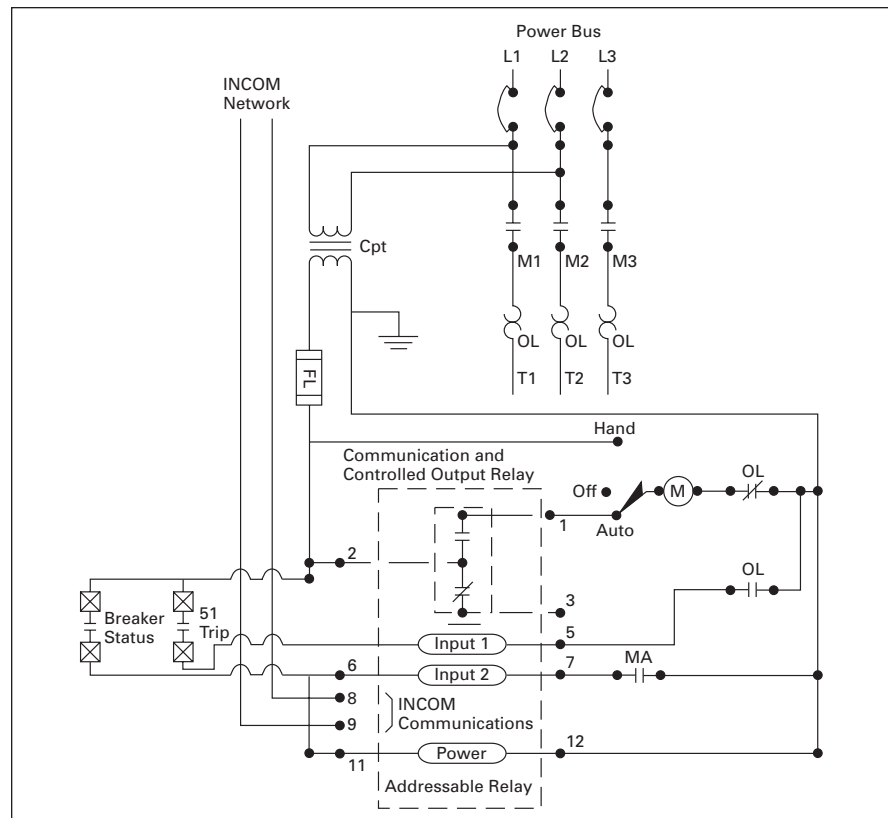 Power Bus
L1 L2 L3
INCOM
Network
Cpt
M1 M2 M3
OL OL OL
T1 T2 T3
FL
Hand
Communication and
Controlled Output Relay
Off
M
OL
1
Auto
2
OL
3
Breaker
Status
51
Trip
Input 1
5
6
Input 2
7
MA
8
INCOM
Communications
9
Power
12
11
Addressable Relay